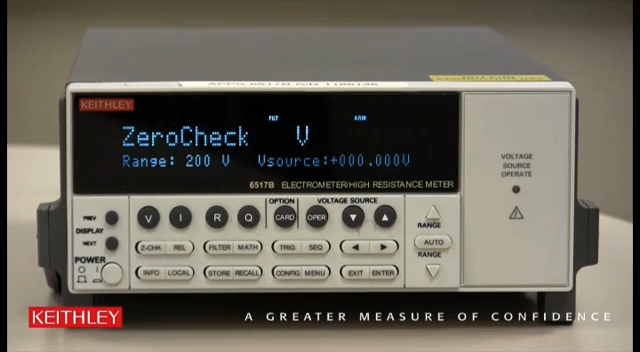 KEITHLEY
FILT
ARM
ZeroCheck V
Range: 200 V Vsource:+000.000V
6517B ELECTROMETER/HIGH RESISTANCE METER
VOLTAGE
SOURCE
OPERATE
OPTION
VOLTAGE SOURCE
PREV
DISPLAY
NEXT
POWER
V I R Q CARD OPER
Z-CHK REL FILTER MATH TRIG SEQ
INFO LOCAL STORE RECALL CONFIG MENU EXIT ENTER
RANGE
AUTO
RANGE
KEITHLEY
A GREATER MEASURE OF CONFIDENCE